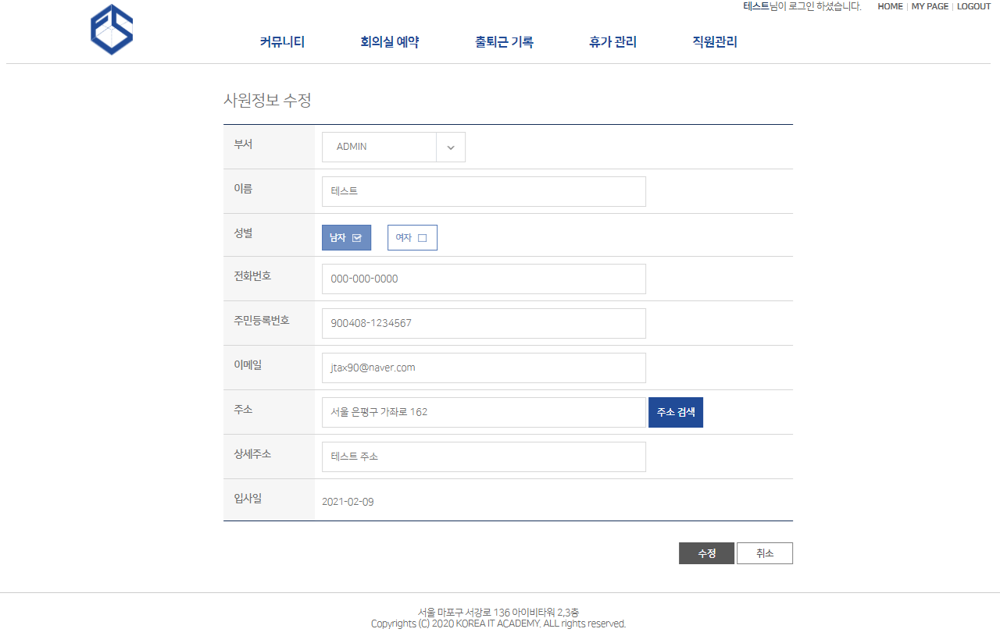 테스트님이 로그인 하셨습니다. HOME | MY PAGE | LOGOUT
FS
커뮤니티 회의실 예약 출퇴근 기록 휴가 관리 직원관리
사원정보 수정
부서 ADMIN
이름 테스트
성별 남자 여자
전화번호 000-000-0000
주민등록번호 900408-1234567
이메일 jtax90@naver.com
주소 서울 은평구 가좌로 162 주소 검색
상세주소 테스트 주소
입사일 2021-02-09
수정 취소
서울 마포구 서강로 136 아이비타워 2,3층
Copyrights (C) 2020 KOREA IT ACADEMY. ALL rights reserved.